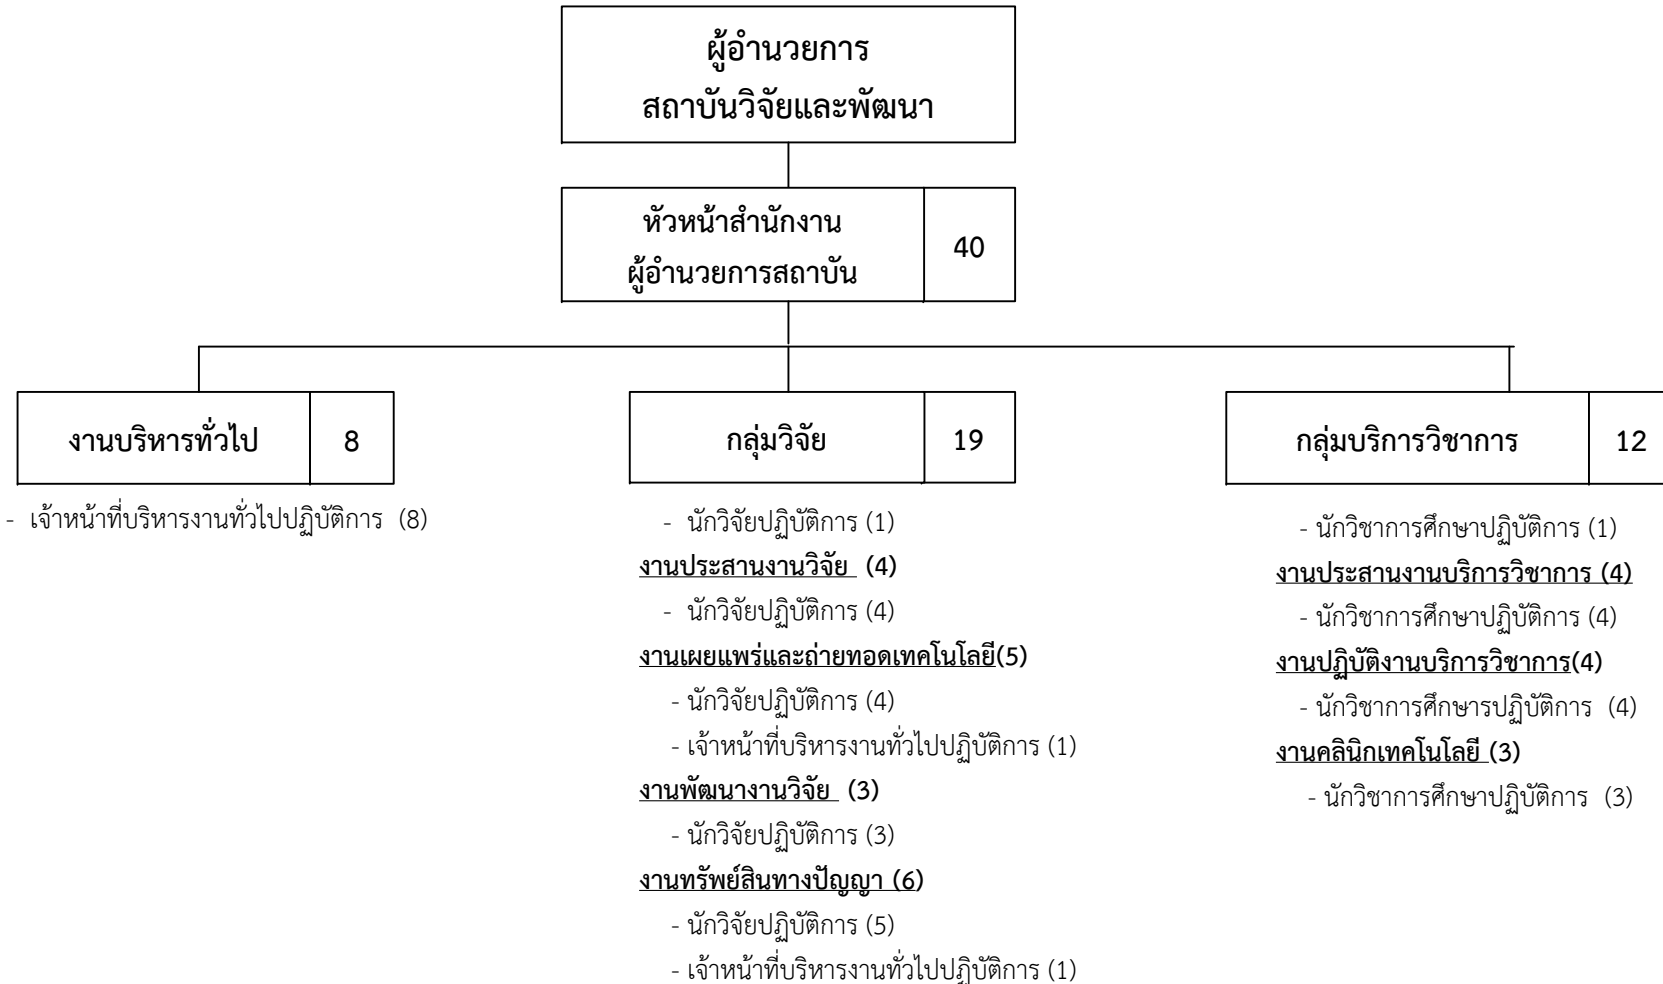 ผู้อำนวยการ
สถาบันวิจัยและพัฒนา
หัวหน้าสำนักงาน
ผู้อำนวยการสถาบัน
40
งานบริหารทั่วไป
8
- เจ้าหน้าที่บริหารงานทั่วไปปฏิบัติการ (8)
กลุ่มวิจัย
19
- นักวิจัยปฏิบัติการ (1)
งานประสานงานวิจัย (4)
- นักวิจัยปฏิบัติการ (4)
งานเผยแพร่และถ่ายทอดเทคโนโลยี(5)
- นักวิจัยปฏิบัติการ (4)
- เจ้าหน้าที่บริหารงานทั่วไปปฏิบัติการ (1)
งานพัฒนางานวิจัย (3)
- นักวิจัยปฏิบัติการ (3)
งานทรัพย์สินทางปัญญา (6)
- นักวิจัยปฏิบัติการ (5)
- เจ้าหน้าที่บริหารงานทั่วไปปฏิบัติการ (1)
กลุ่มบริการวิชาการ
12
- นักวิชาการศึกษาปฏิบัติการ (1)
งานประสานงานบริการวิชาการ (4)
- นักวิชาการศึกษาปฏิบัติการ (4)
งานปฏิบัติงานบริการวิชาการ(4)
- นักวิชาการศึกษารปฏิบัติการ (4)
งานคลินิกเทคโนโลยี (3)
- นักวิชาการศึกษาปฏิบัติการ (3)